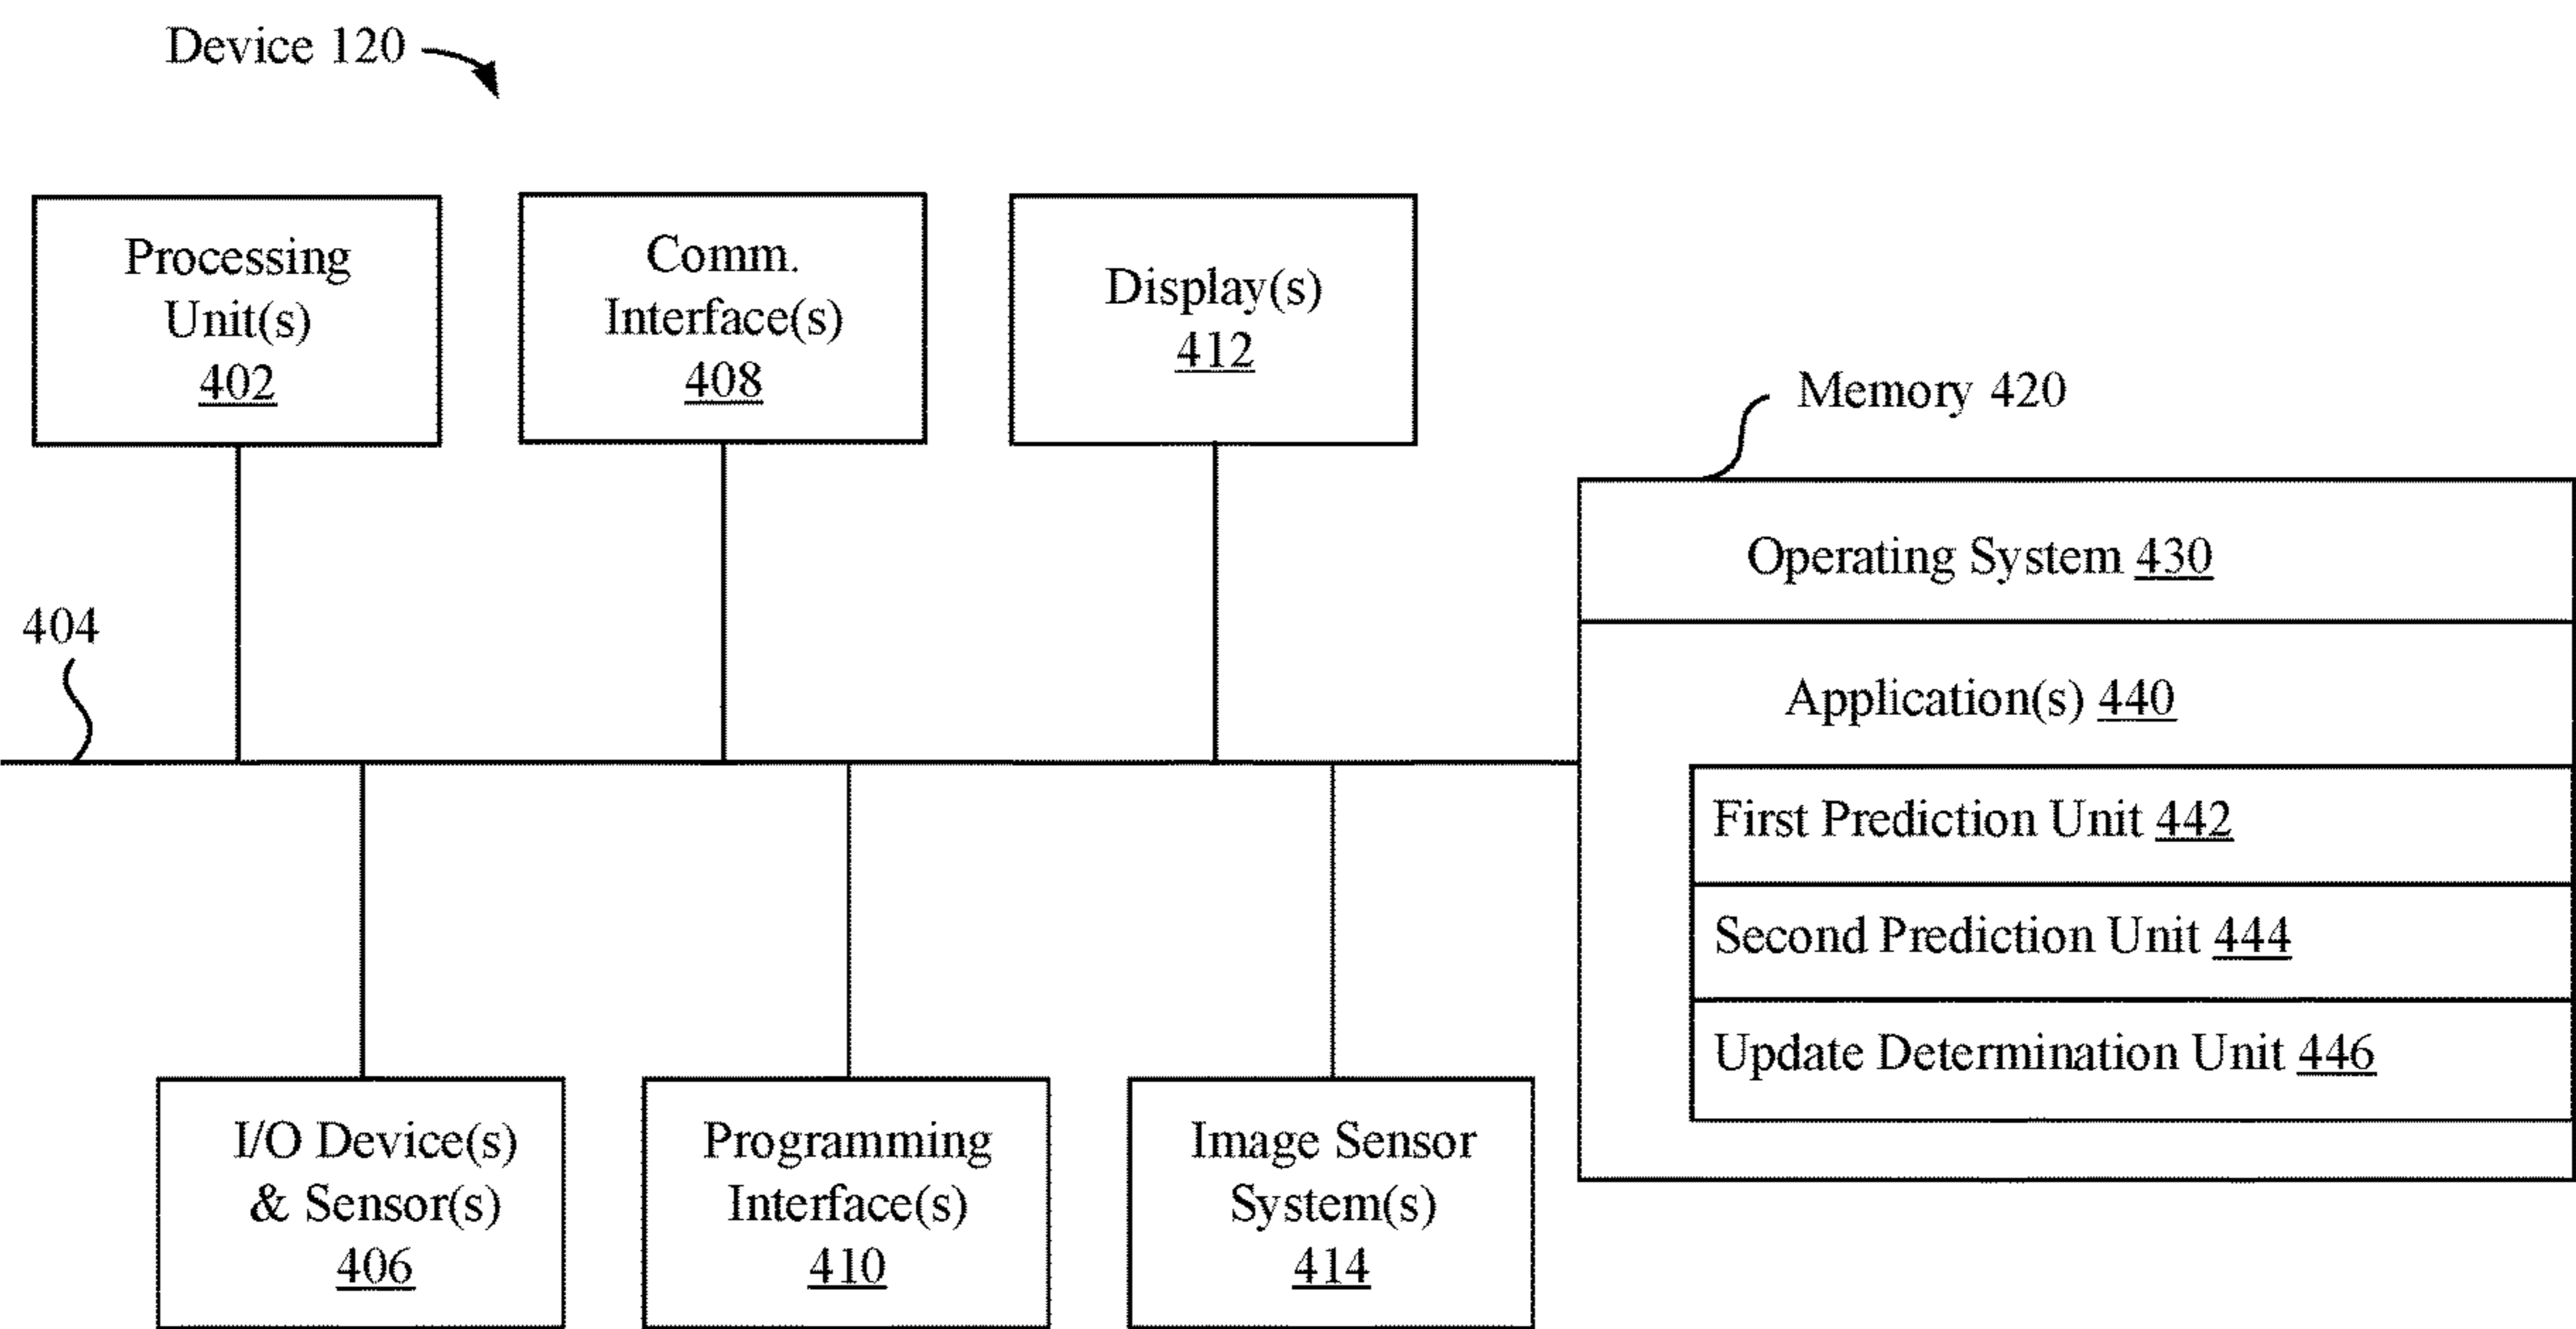 Device 120
Processing
Unit(s)
402
Comm.
Interface(s)
408
Display(s)
412
Memory 420
Operating System 430
Application(s) 440
First Prediction Unit 442
Second Prediction Unit 444
Update Determination Unit 446
404
I/O Device(s)
& Sensor(s)
406
Programming
Interface(s)
410
Image Sensor
System(s)
414